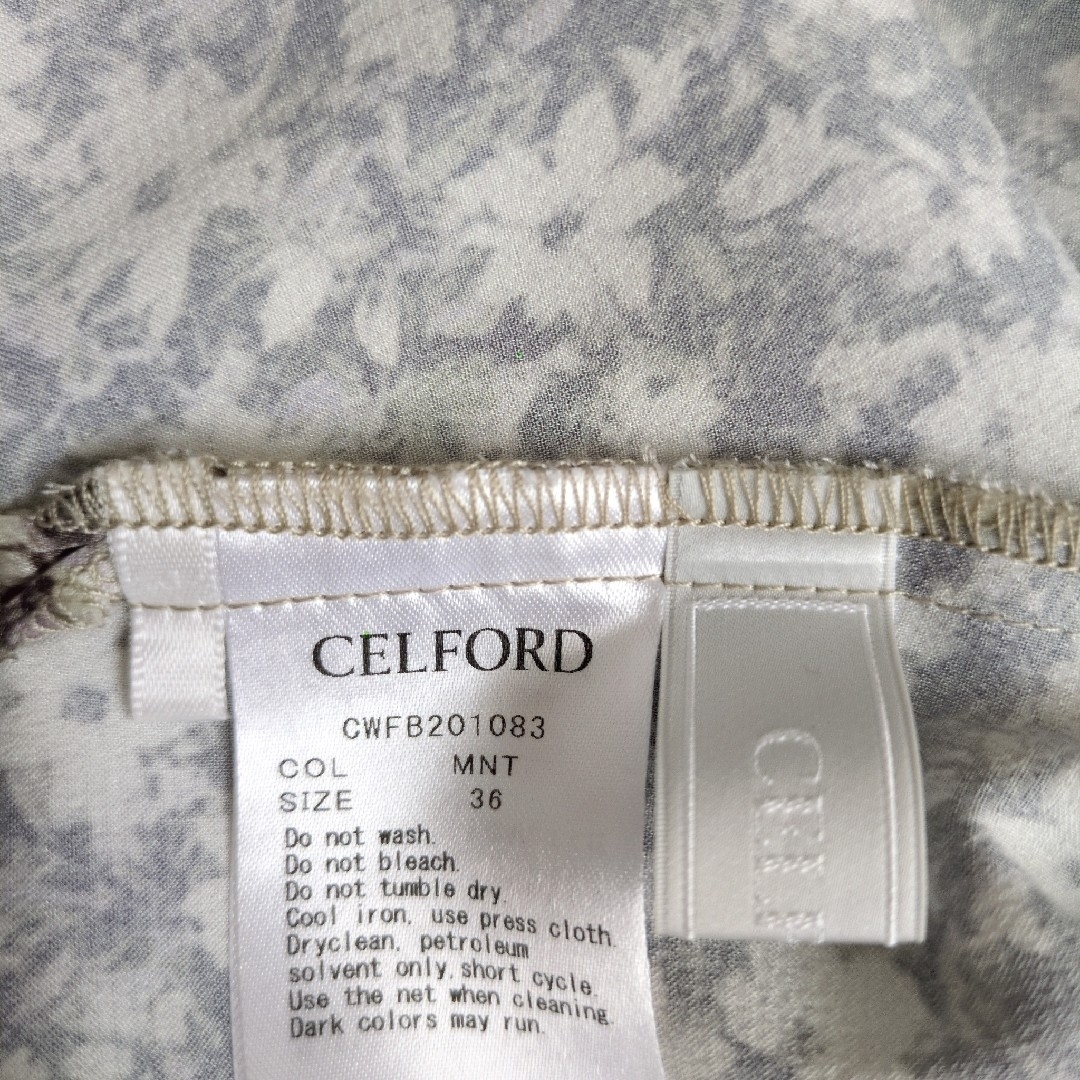 CELFORD
CWFB201083
COL MNT
SIZE 36
Do not wash.
Do not bleach.
Do not tumble dry.
Cool iron, use press cloth.
Dryclean, petroleum
solvent only, short cycle.
Use the net when cleaning.
Dark colors may run.